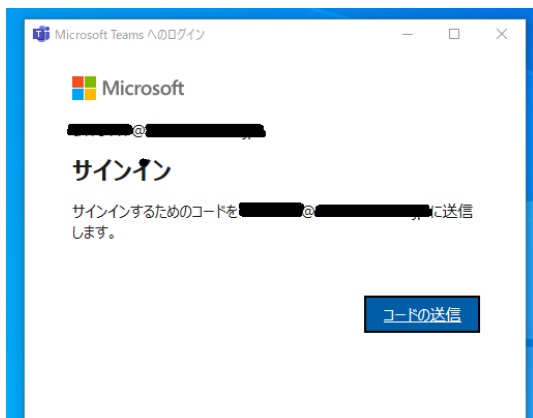 Microsoft Teams へのログイン
Microsoft
@
サインイン
サインインするためのコードを @ に送信
します。
コードの送信